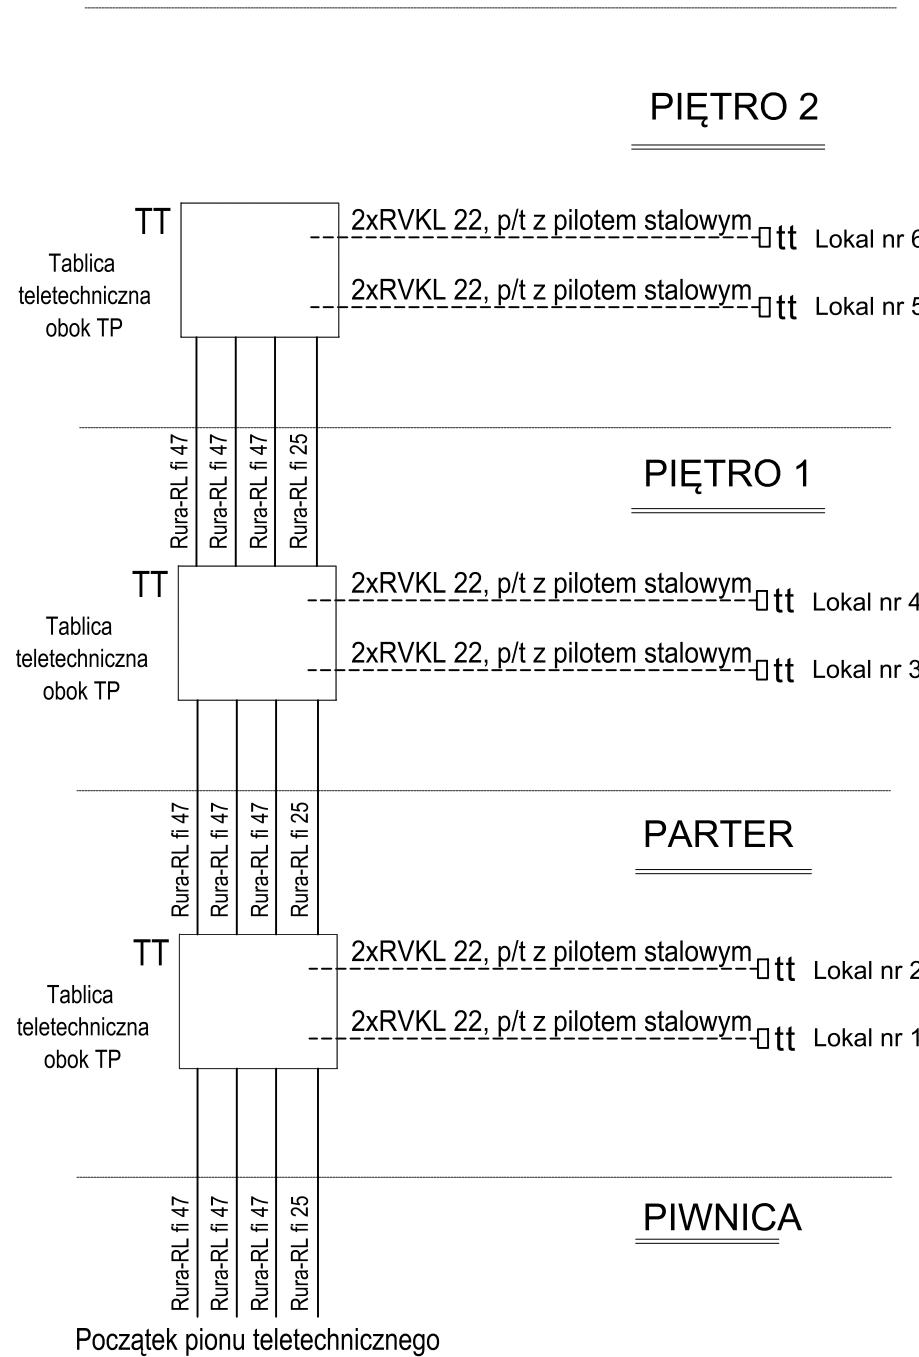 PIĘTRO 2
TT
2xRVKL 22, p/t z pilotem stalowym
tt
Lokal nr 6
Tablica
teletechniczna
obok TP
2xRVKL 22, p/t z pilotem stalowym
tt
Lokal nr 5
Rura-RL fi 47
Rura-RL fi 47
Rura-RL fi 47
Rura-RL fi 25
PIĘTRO 1
TT
2xRVKL 22, p/t z pilotem stalowym
tt
Lokal nr 4
Tablica
teletechniczna
obok TP
2xRVKL 22, p/t z pilotem stalowym
tt
Lokal nr 3
Rura-RL fi 47
Rura-RL fi 47
Rura-RL fi 47
Rura-RL fi 25
PARTER
TT
2xRVKL 22, p/t z pilotem stalowym
tt
Lokal nr 2
Tablica
teletechniczna
obok TP
2xRVKL 22, p/t z pilotem stalowym
tt
Lokal nr 1
Rura-RL fi 47
Rura-RL fi 47
Rura-RL fi 47
Rura-RL fi 25
PIWNICA
Początek pionu teletechnicznego